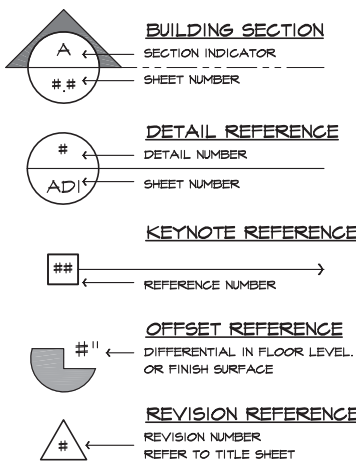 BUILDING SECTION
A
SECTION INDICATOR
#.#
SHEET NUMBER
DETAIL REFERENCE
#
DETAIL NUMBER
AD1
SHEET NUMBER
KEYNOTE REFERENCE
##
REFERENCE NUMBER
OFFSET REFERENCE
#"
DIFFERENTIAL IN FLOOR LEVEL.
OR FINISH SURFACE
REVISION REFERENCE
REVISION NUMBER
#
REFER TO TITLE SHEET